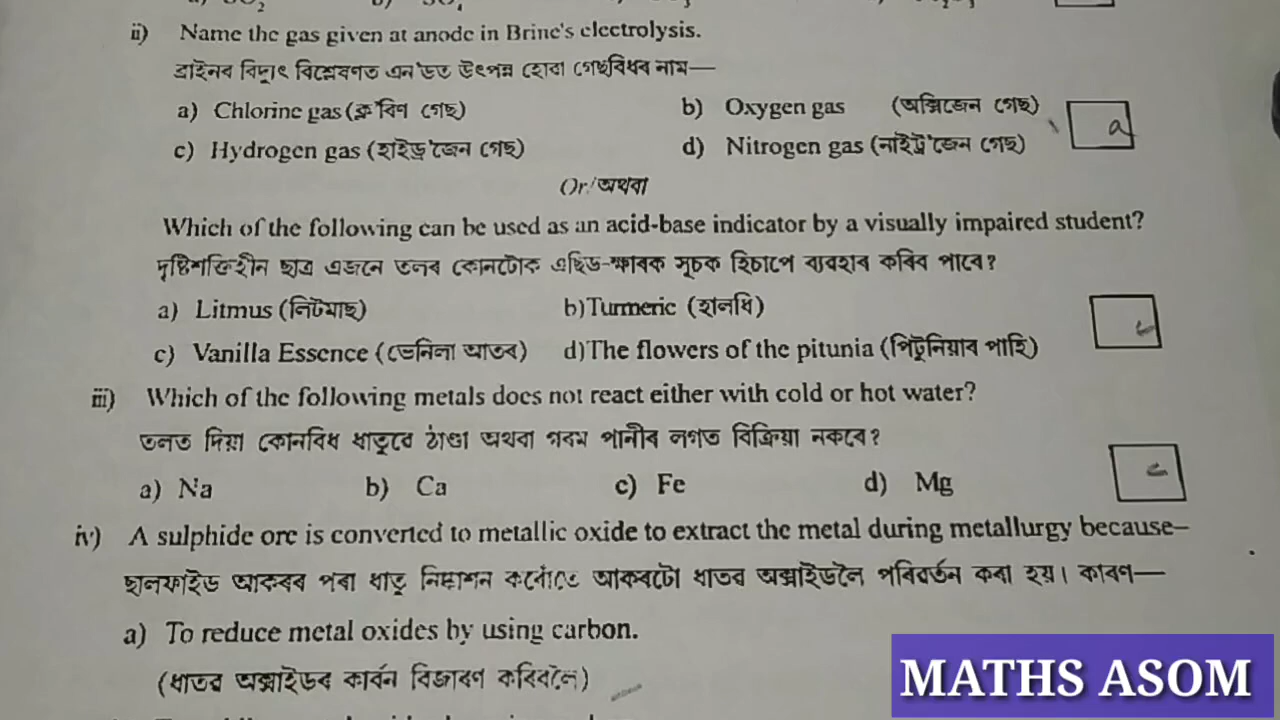 ii) Name the gas given at anode in Brine's electrolysis.
ব্ৰাইনৰ বিদ্যুৎ বিশ্লেষণত এন'ডত উৎপন্ন হোৱা গেছবিধৰ নাম—
a) Chlorine gas (ক্ল'ৰিণ গেছ) b) Oxygen gas (অক্সিজেন গেছ)
a
c) Hydrogen gas (হাইড্ৰ'জেন গেছ) d) Nitrogen gas (নাইট্ৰ'জেন গেছ)
Or/অথবা
Which of the following can be used as an acid-base indicator by a visually impaired student?
দৃষ্টিশক্তিহীন ছাত্ৰ এজনে তলৰ কোনটোক এছিড-ক্ষাৰক সূচক হিচাপে ব্যৱহাৰ কৰিব পাৰে?
a) Litmus (লিটমাছ) b)Turmeric (হালধি)
c
c) Vanilla Essence (ভেনিলা আতৰ) d)The flowers of the pitunia (পিটুনিয়াৰ পাহি)
iii) Which of the following metals does not react either with cold or hot water?
তলত দিয়া কোনবিধ ধাতুৱে ঠাণ্ডা অথবা গৰম পানীৰ লগত বিক্ৰিয়া নকৰে?
a) Na b) Ca c) Fe d) Mg
c
iv) A sulphide ore is converted to metallic oxide to extract the metal during metallurgy because–
ছালফাইড আকৰৰ পৰা ধাতু নিষ্কাশন কৰোঁতে আকৰটো ধাতৱ অক্সাইডলৈ পৰিৱৰ্তন কৰা হয়। কাৰণ—
a) To reduce metal oxides by using carbon.
(ধাতৱ অক্সাইডৰ কাৰ্বন বিজাৰণ কৰিবলৈ)
MATHS ASOM